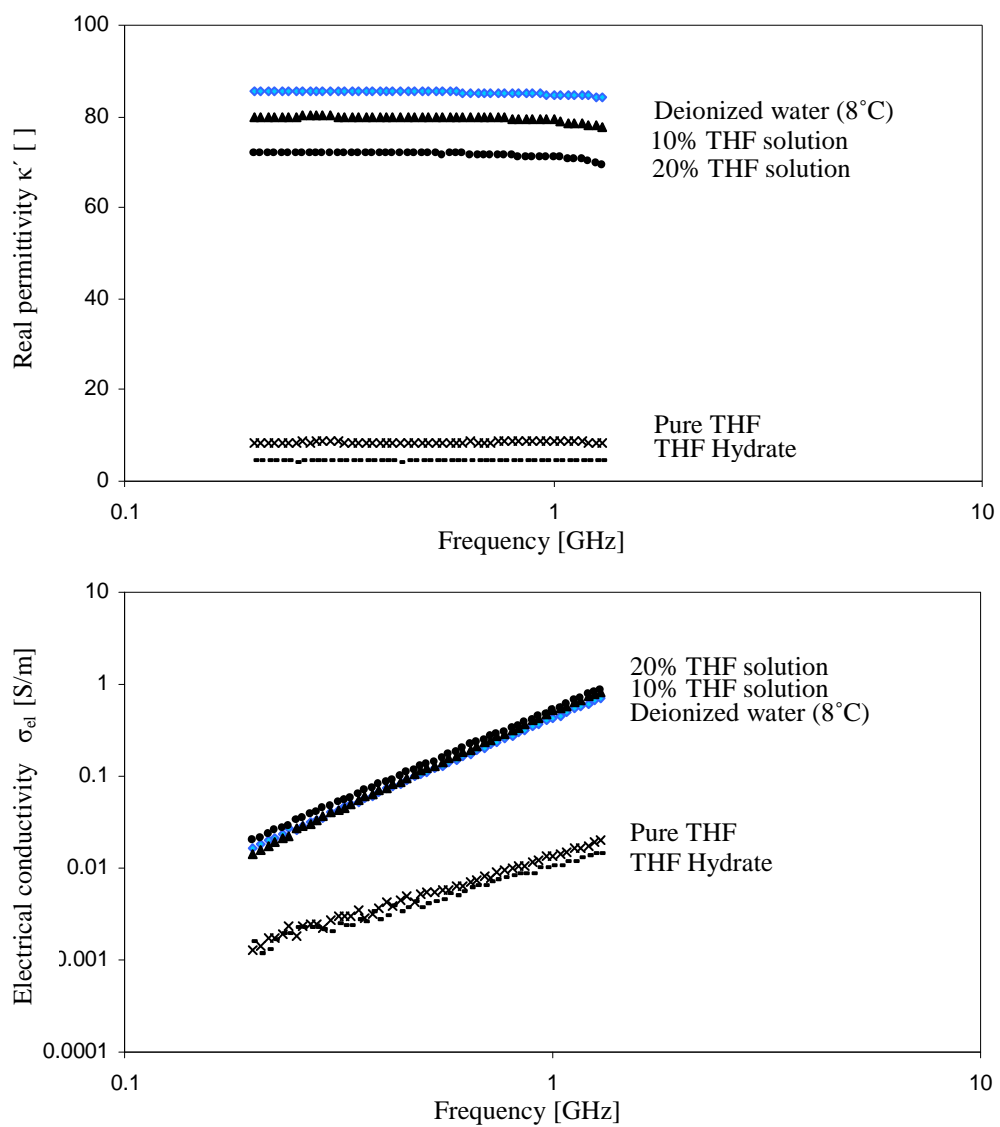 100
80
60
40
20
0
Real permittivity κ′ [ ]
Deionized water (8˚C)
10% THF solution
20% THF solution
Pure THF
THF Hydrate
0.1 1 10
Frequency [GHz]
10
1
0.1
0.01
0.001
0.0001
Electrical conductivity σel [S/m]
20% THF solution
10% THF solution
Deionized water (8˚C)
Pure THF
THF Hydrate
0.1 1 10
Frequency [GHz]